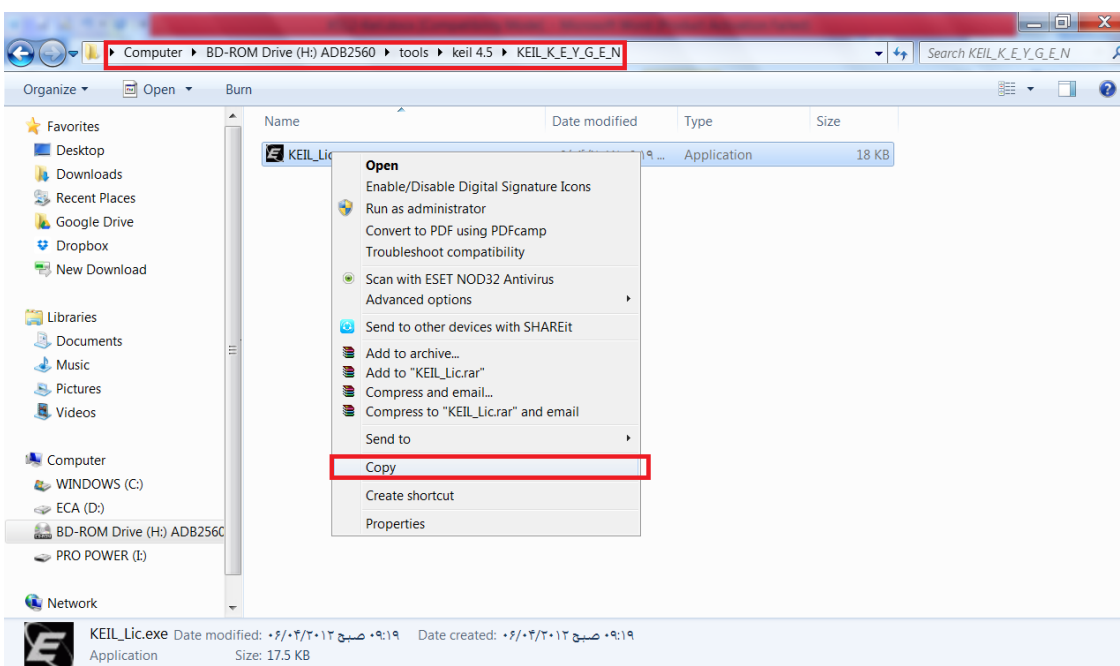 Computer ▸ BD-ROM Drive (H:) ADB2560 ▸ tools ▸ keil 4.5 ▸ KEIL_K_E_Y_G_E_N
Search KEIL_K_E_Y_G_E_N
Organize Open Burn
Name Date modified Type Size
KEIL_Lic Application 18 KB
Favorites
Desktop
Downloads
Recent Places
Google Drive
Dropbox
New Download
Libraries
Documents
Music
Pictures
Videos
Computer
WINDOWS (C:)
ECA (D:)
BD-ROM Drive (H:) ADB2560
PRO POWER (I:)
Network
Open
Enable/Disable Digital Signature Icons
Run as administrator
Convert to PDF using PDFcamp
Troubleshoot compatibility
Scan with ESET NOD32 Antivirus
Advanced options
Send to other devices with SHAREit
Add to archive...
Add to "KEIL_Lic.rar"
Compress and email...
Compress to "KEIL_Lic.rar" and email
Send to
Copy
Create shortcut
Properties
KEIL_Lic.exe Date modified: ۰۶/۰۴/۲۰۱۲ ۰۹:۱۹ صبح Date created: ۰۶/۰۴/۲۰۱۲ ۰۹:۱۹ صبح
Application Size: 17.5 KB